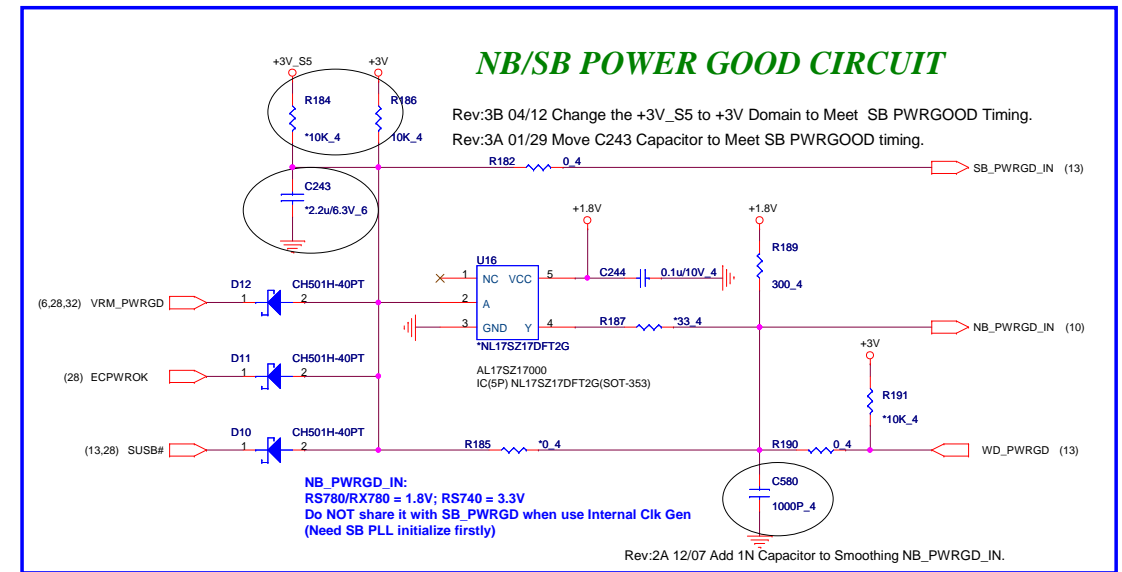 NB/SB POWER GOOD CIRCUIT
+3V_S5
+3V
R184
R186
*10K_4
10K_4
Rev:3B 04/12 Change the +3V_S5 to +3V Domain to Meet SB PWRGOOD Timing.
Rev:3A 01/29 Move C243 Capacitor to Meet SB PWRGOOD timing.
R182
0_4
SB_PWRGD_IN (13)
C243
*2.2u/6.3V_6
+1.8V
+1.8V
U16
R189
300_4
1 NC VCC 5
C244
0.1u/10V_4
D12
CH501H-40PT
(6,28,32) VRM_PWRGD
1
2
2 A
3 GND Y 4
R187
*33_4
NB_PWRGD_IN (10)
*NL17SZ17DFT2G
+3V
D11
CH501H-40PT
AL17SZ17000
IC(5P) NL17SZ17DFT2G(SOT-353)
(28) ECPWROK
1
2
R191
*10K_4
D10
CH501H-40PT
(13,28) SUSB#
1
2
R185
*0_4
R190
0_4
WD_PWRGD (13)
NB_PWRGD_IN:
RS780/RX780 = 1.8V; RS740 = 3.3V
Do NOT share it with SB_PWRGD when use Internal Clk Gen
(Need SB PLL initialize firstly)
C580
1000P_4
Rev:2A 12/07 Add 1N Capacitor to Smoothing NB_PWRGD_IN.